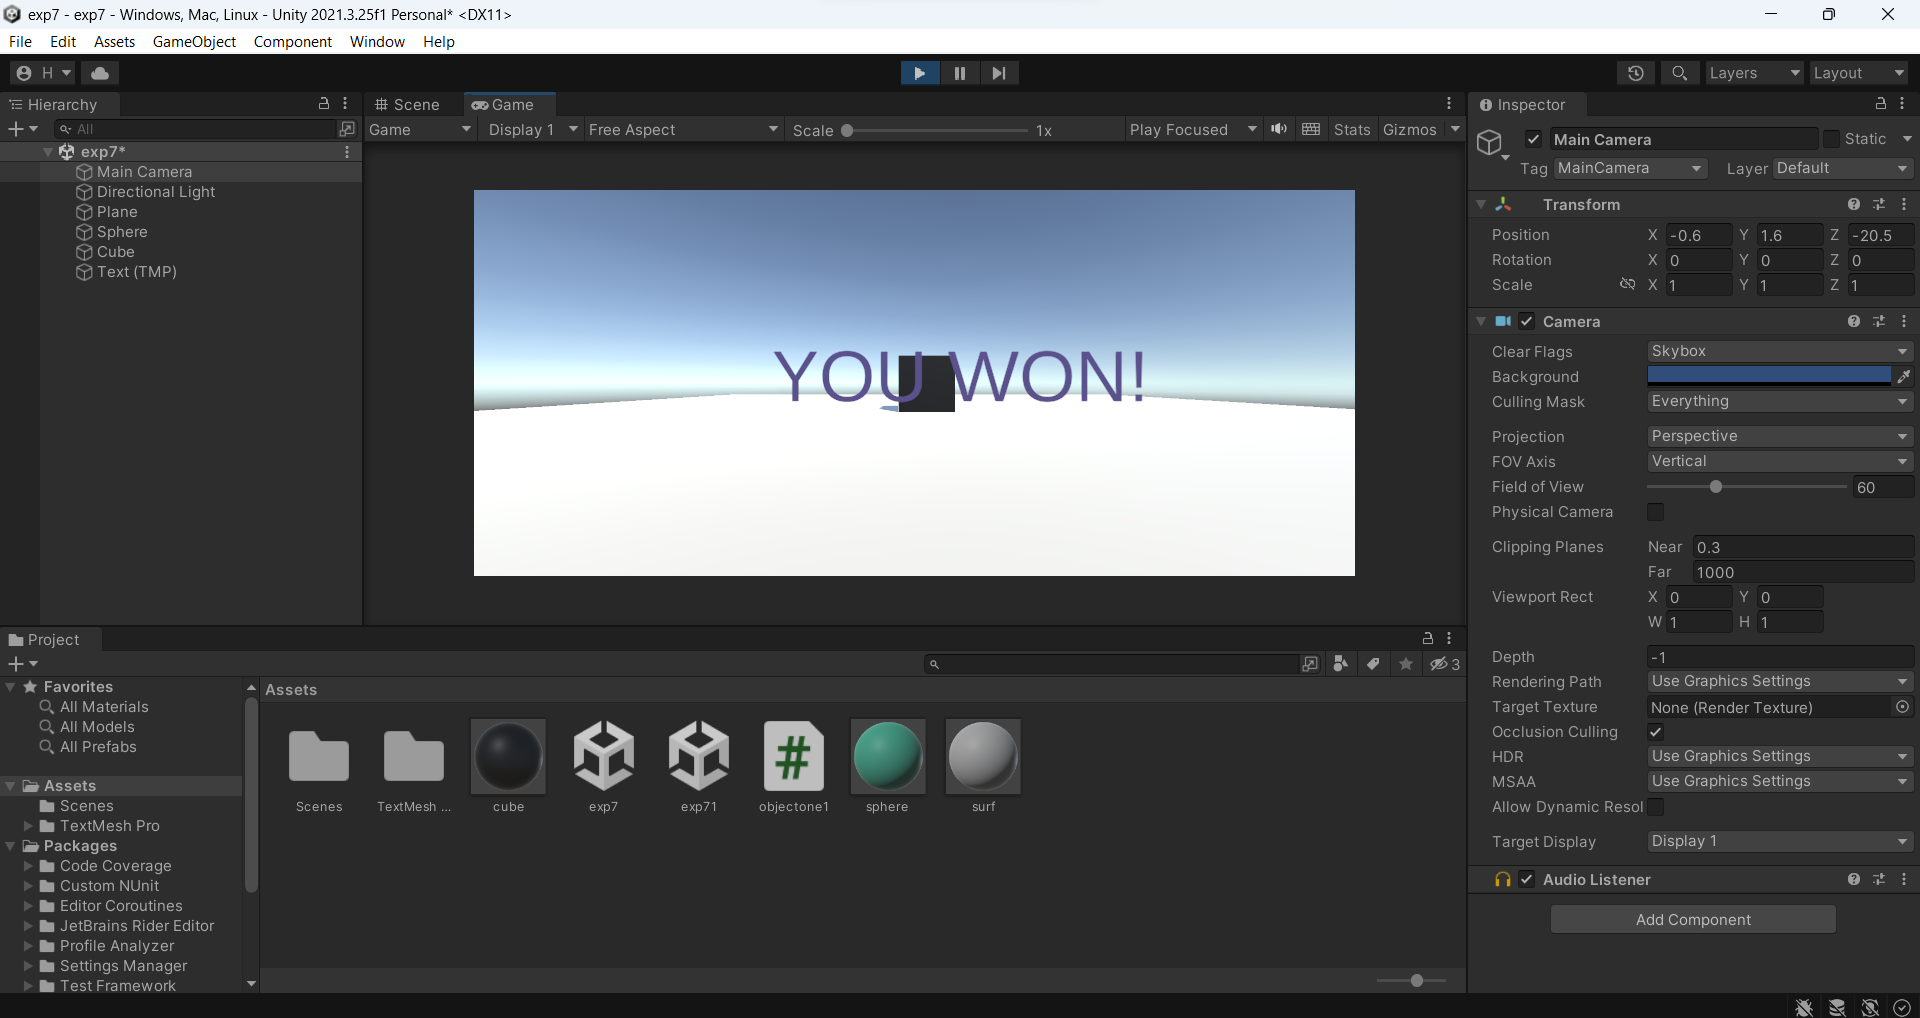 exp7 - exp7 - Windows, Mac, Linux - Unity 2021.3.25f1 Personal* <DX11>
File Edit Assets GameObject Component Window Help
H Layers Layout
Hierarchy
All
exp7*
Main Camera
Directional Light
Plane
Sphere
Cube
Text (TMP)
Scene Game
Game Display 1 Free Aspect Scale 1x Play Focused Stats Gizmos
YOU WON!
Project
3
Favorites
All Materials
All Models
All Prefabs
Assets
Scenes
TextMesh Pro
Packages
Code Coverage
Custom NUnit
Editor Coroutines
JetBrains Rider Editor
Profile Analyzer
Settings Manager
Test Framework
Assets
Scenes TextMesh ... cube exp7 exp71 objectone1 sphere surf
Inspector
Main Camera Static
Tag MainCamera Layer Default
Transform
Position X -0.6 Y 1.6 Z -20.5
Rotation X 0 Y 0 Z 0
Scale X 1 Y 1 Z 1
Camera
Clear Flags Skybox
Background
Culling Mask Everything
Projection Perspective
FOV Axis Vertical
Field of View 60
Physical Camera
Clipping Planes Near 0.3
Far 1000
Viewport Rect X 0 Y 0
W 1 H 1
Depth -1
Rendering Path Use Graphics Settings
Target Texture None (Render Texture)
Occlusion Culling
HDR Use Graphics Settings
MSAA Use Graphics Settings
Allow Dynamic Resol
Target Display Display 1
Audio Listener
Add Component